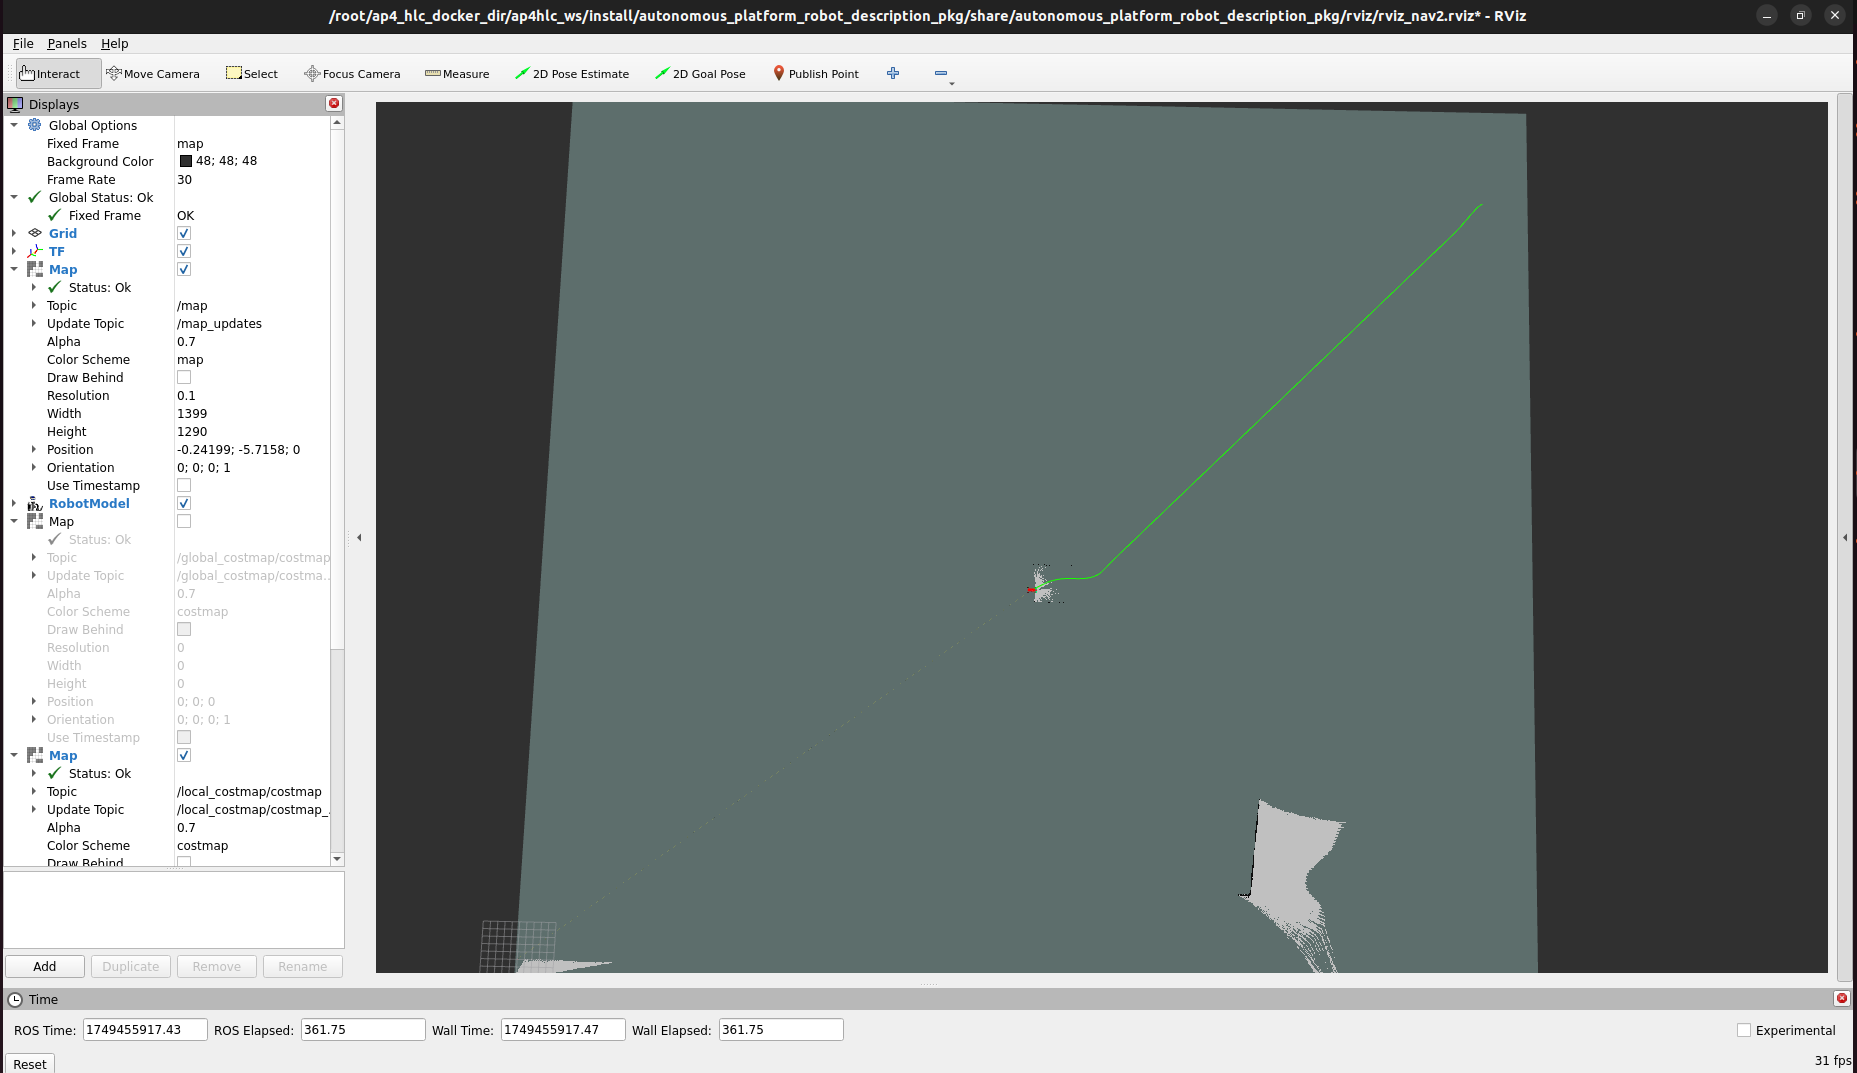 /root/ap4_hlc_docker_dir/ap4hlc_ws/install/autonomous_platform_robot_description_pkg/share/autonomous_platform_robot_description_pkg/rviz/rviz_nav2.rviz* - RViz
File Panels Help
Interact Move Camera Select Focus Camera Measure 2D Pose Estimate 2D Goal Pose Publish Point
Displays
Global Options
Fixed Frame map
Background Color 48; 48; 48
Frame Rate 30
Global Status: Ok
Fixed Frame OK
Grid
TF
Map
Status: Ok
Topic /map
Update Topic /map_updates
Alpha 0.7
Color Scheme map
Draw Behind
Resolution 0.1
Width 1399
Height 1290
Position -0.24199; -5.7158; 0
Orientation 0; 0; 0; 1
Use Timestamp
RobotModel
Map
Status: Ok
Topic /global_costmap/costmap
Update Topic /global_costmap/costma...
Alpha 0.7
Color Scheme costmap
Draw Behind
Resolution 0
Width 0
Height 0
Position 0; 0; 0
Orientation 0; 0; 0; 1
Use Timestamp
Map
Status: Ok
Topic /local_costmap/costmap
Update Topic /local_costmap/costmap_.
Alpha 0.7
Color Scheme costmap
Draw Behind
Add Duplicate Remove Rename
Time
ROS Time: 1749455917.43 ROS Elapsed: 361.75 Wall Time: 1749455917.47 Wall Elapsed: 361.75 Experimental
Reset 31 fps